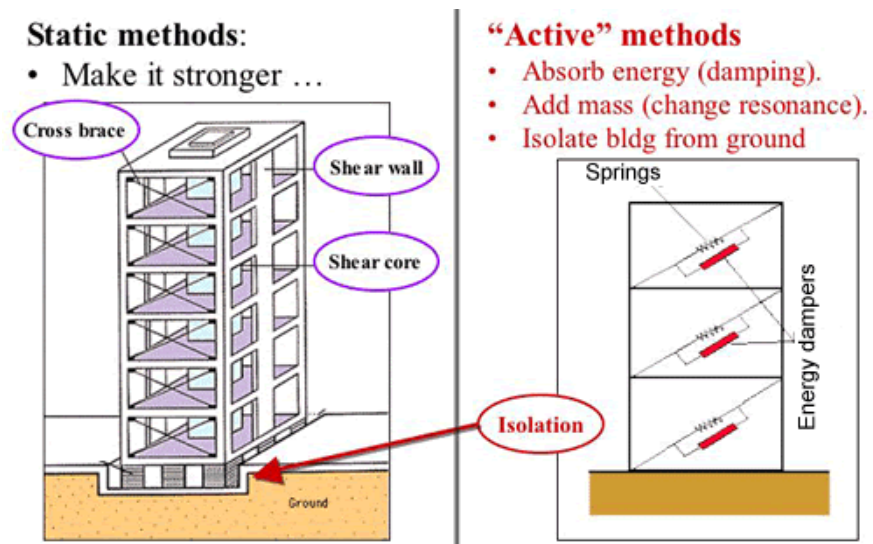 Static methods:
• Make it stronger …
Cross brace
Shear wall
Shear core
Ground
"Active" methods
• Absorb energy (damping).
• Add mass (change resonance).
• Isolate bldg from ground
Springs
Energy dampers
Isolation